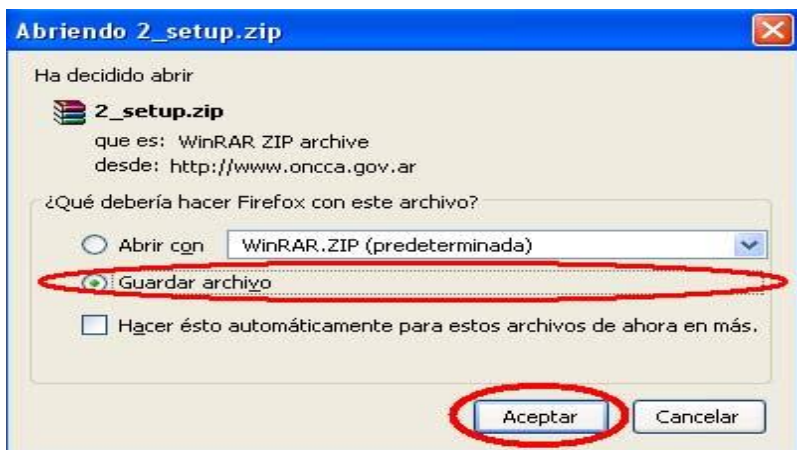 Abriendo 2_setup.zip
Ha decidido abrir
2_setup.zip
que es: WinRAR ZIP archive
desde: http://www.oncca.gov.ar
¿Qué debería hacer Firefox con este archivo?
Abrir con WinRAR.ZIP (predeterminada)
Guardar archivo
Hacer ésto automáticamente para estos archivos de ahora en más.
Aceptar Cancelar